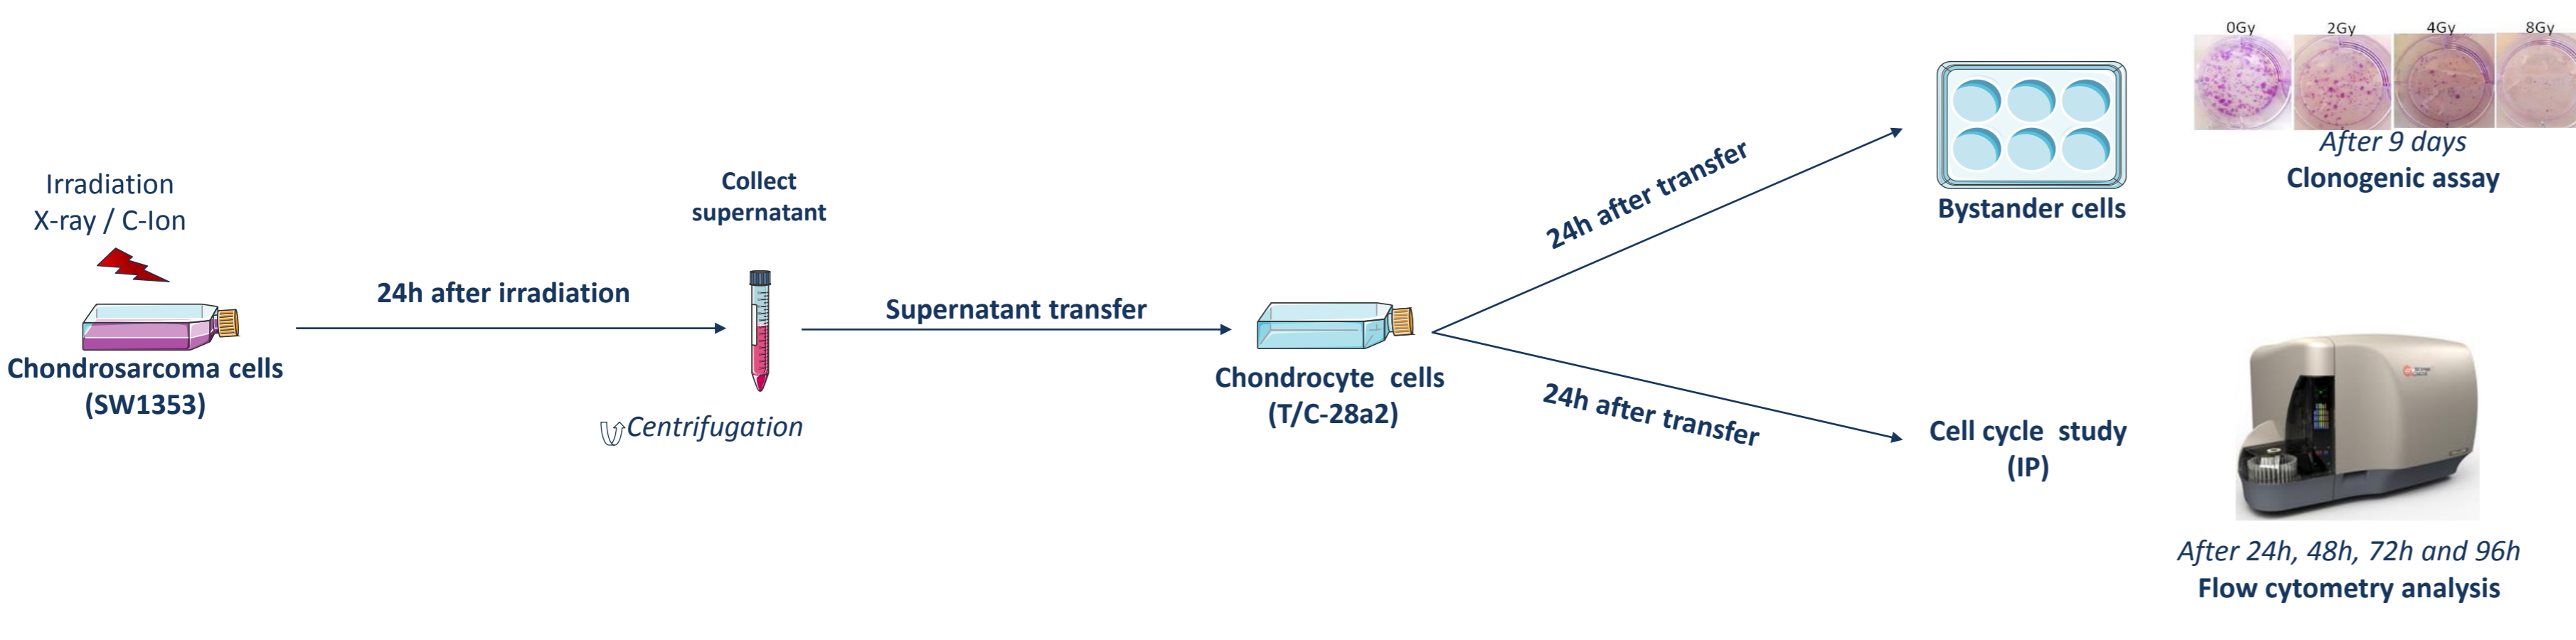 Irradiation
X-ray / C-Ion
Chondrosarcoma cells
(SW1353)
24h after irradiation
Collect
supernatant
Centrifugation
Supernatant transfer
Chondrocyte cells
(T/C-28a2)
24h after transfer
24h after transfer
Bystander cells
0Gy 2Gy 4Gy 8Gy
After 9 days
Clonogenic assay
Cell cycle study
(IP)
After 24h, 48h, 72h and 96h
Flow cytometry analysis